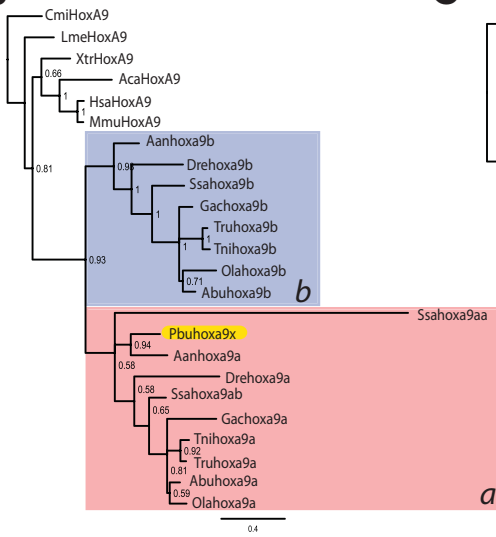 CmiHoxA9
LmeHoxA9
XtrHoxA9
0.66
AcaHoxA9
1
HsaHoxA9
1
MmuHoxA9
Aanhoxa9b
0.81
Drehoxa9b
1
Ssahoxa9b
Gachoxa9b
1
Truhoxa9b
1
1
Tnihoxa9b
0.93
Olahoxa9b
0.71
Abuhoxa9b
b
Ssahoxa9aa
Pbuhoxa9x
0.94
Aanhoxa9a
0.58
Drehoxa9a
0.58
Ssahoxa9ab
0.65
Gachoxa9a
Tnihoxa9a
0.92
Truhoxa9a
0.81
Abuhoxa9a
0.59
a
Olahoxa9a
0.4